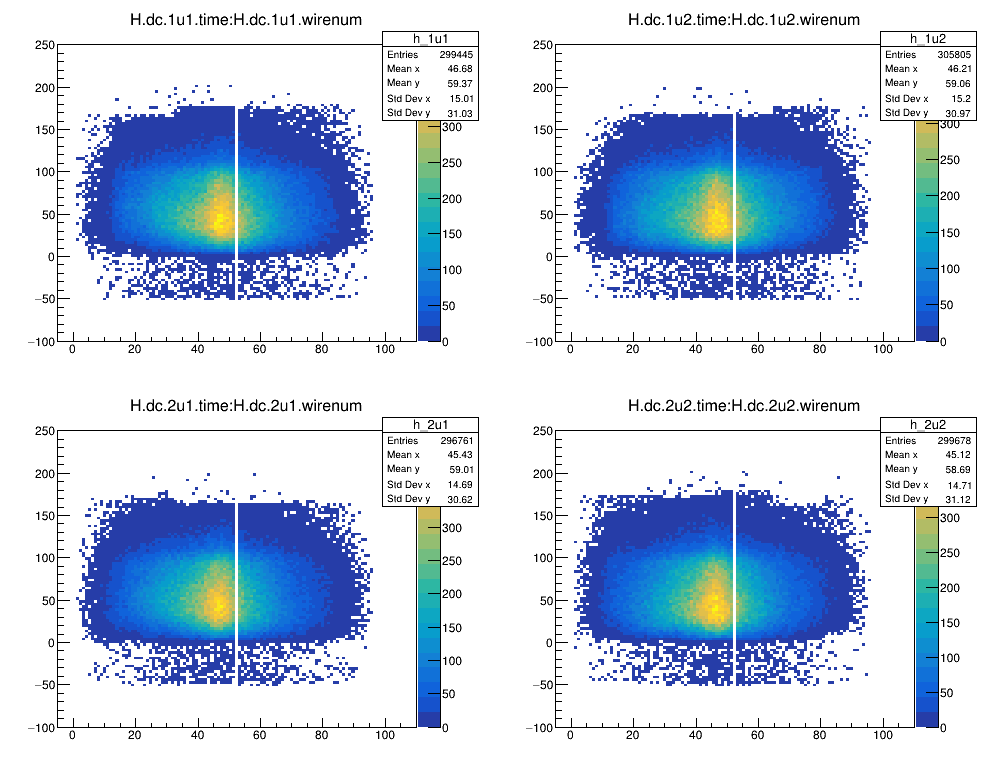 H.dc.1u1.time:H.dc.1u1.wirenum
h_1u1
Entries 299445
Mean x 46.68
Mean y 59.37
Std Dev x 15.01
Std Dev y 31.03
250
200
150
100
50
0
−50
−100
0 20 40 60 80 100
300
250
200
150
100
50
0
H.dc.1u2.time:H.dc.1u2.wirenum
h_1u2
Entries 305805
Mean x 46.21
Mean y 59.06
Std Dev x 15.2
Std Dev y 30.97
250
200
150
100
50
0
−50
−100
0 20 40 60 80 100
300
250
200
150
100
50
0
H.dc.2u1.time:H.dc.2u1.wirenum
h_2u1
Entries 296761
Mean x 45.43
Mean y 59.01
Std Dev x 14.69
Std Dev y 30.62
250
200
150
100
50
0
−50
−100
0 20 40 60 80 100
300
250
200
150
100
50
0
H.dc.2u2.time:H.dc.2u2.wirenum
h_2u2
Entries 299678
Mean x 45.12
Mean y 58.69
Std Dev x 14.71
Std Dev y 31.12
250
200
150
100
50
0
−50
−100
0 20 40 60 80 100
300
250
200
150
100
50
0